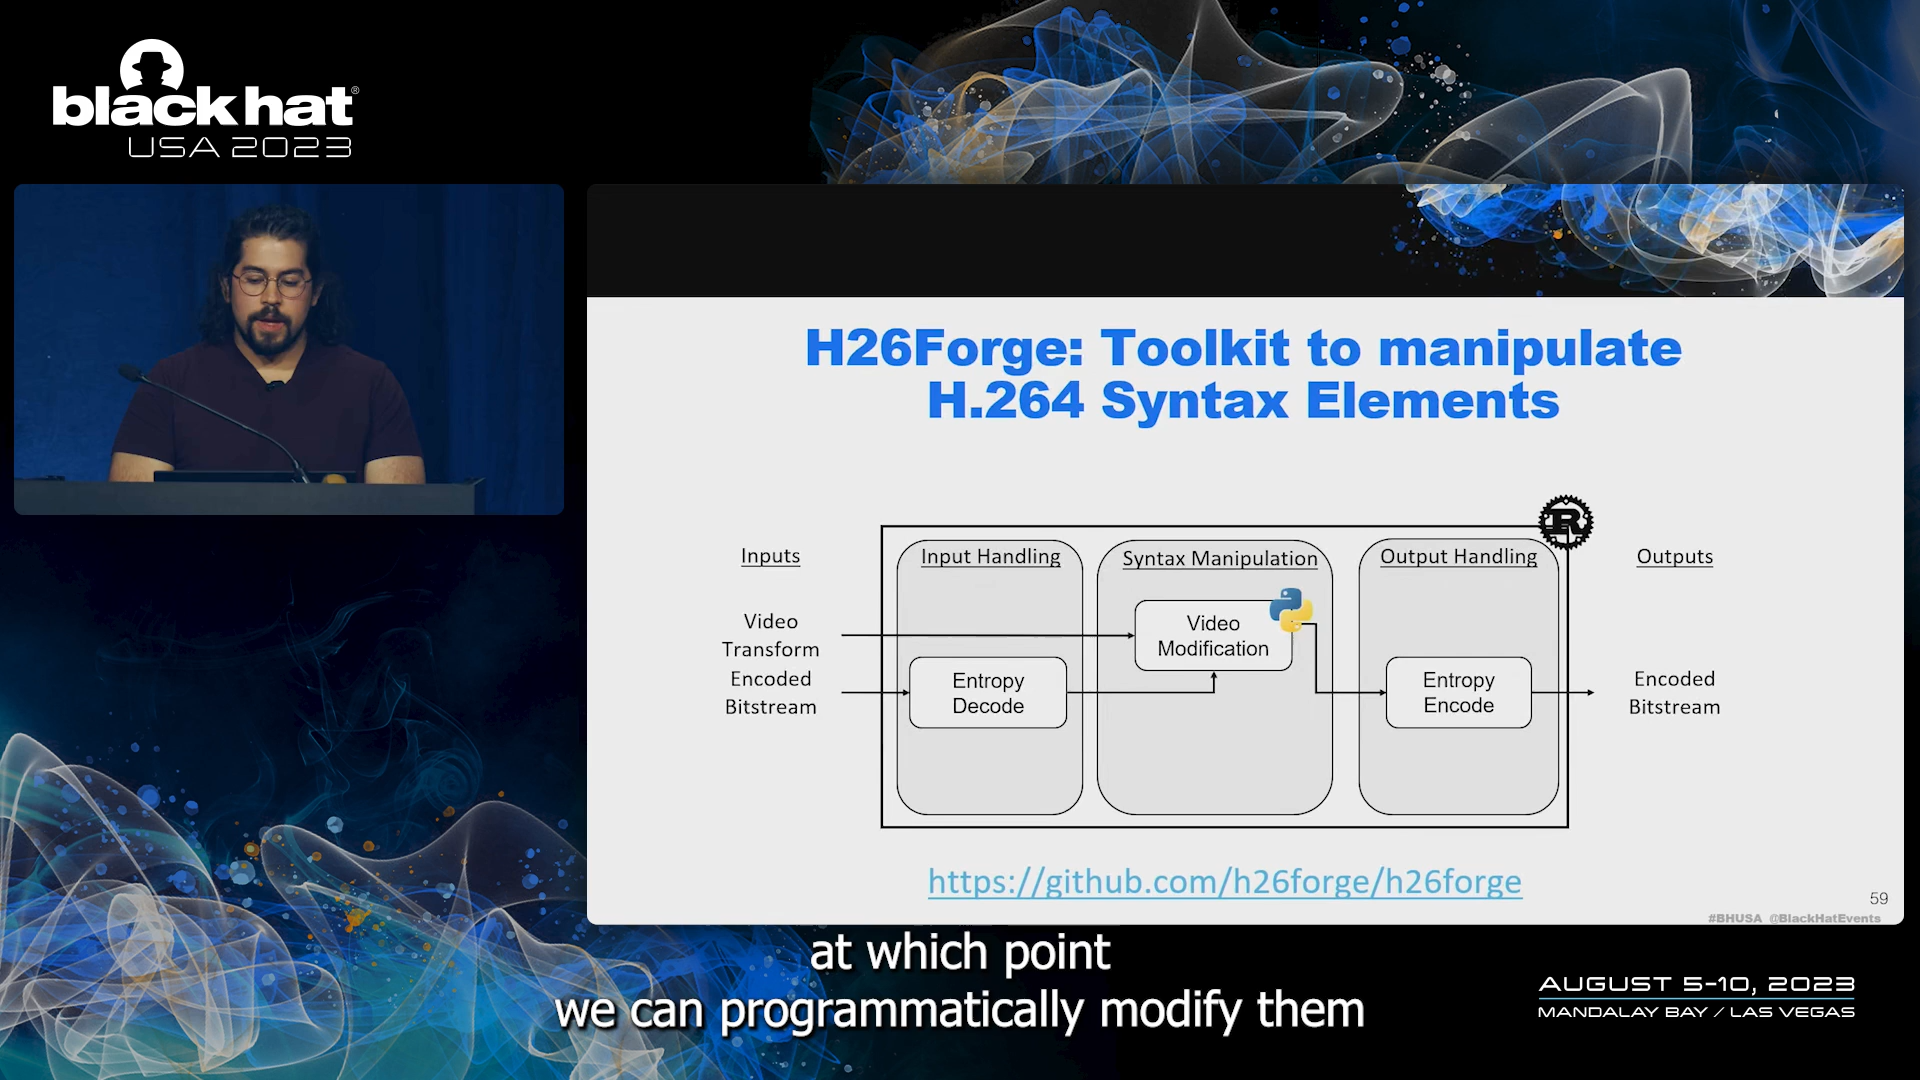 black hat®
USA 2023
H26Forge: Toolkit to manipulate
H.264 Syntax Elements
Inputs
Input Handling
Syntax Manipulation
Output Handling
Outputs
Video
Transform
Encoded
Bitstream
Entropy
Decode
Video
Modification
Entropy
Encode
Encoded
Bitstream
R
https://github.com/h26forge/h26forge
59
#BHUSA @BlackHatEvents
at which point
we can programmatically modify them
AUGUST 5-10, 2023
MANDALAY BAY / LAS VEGAS